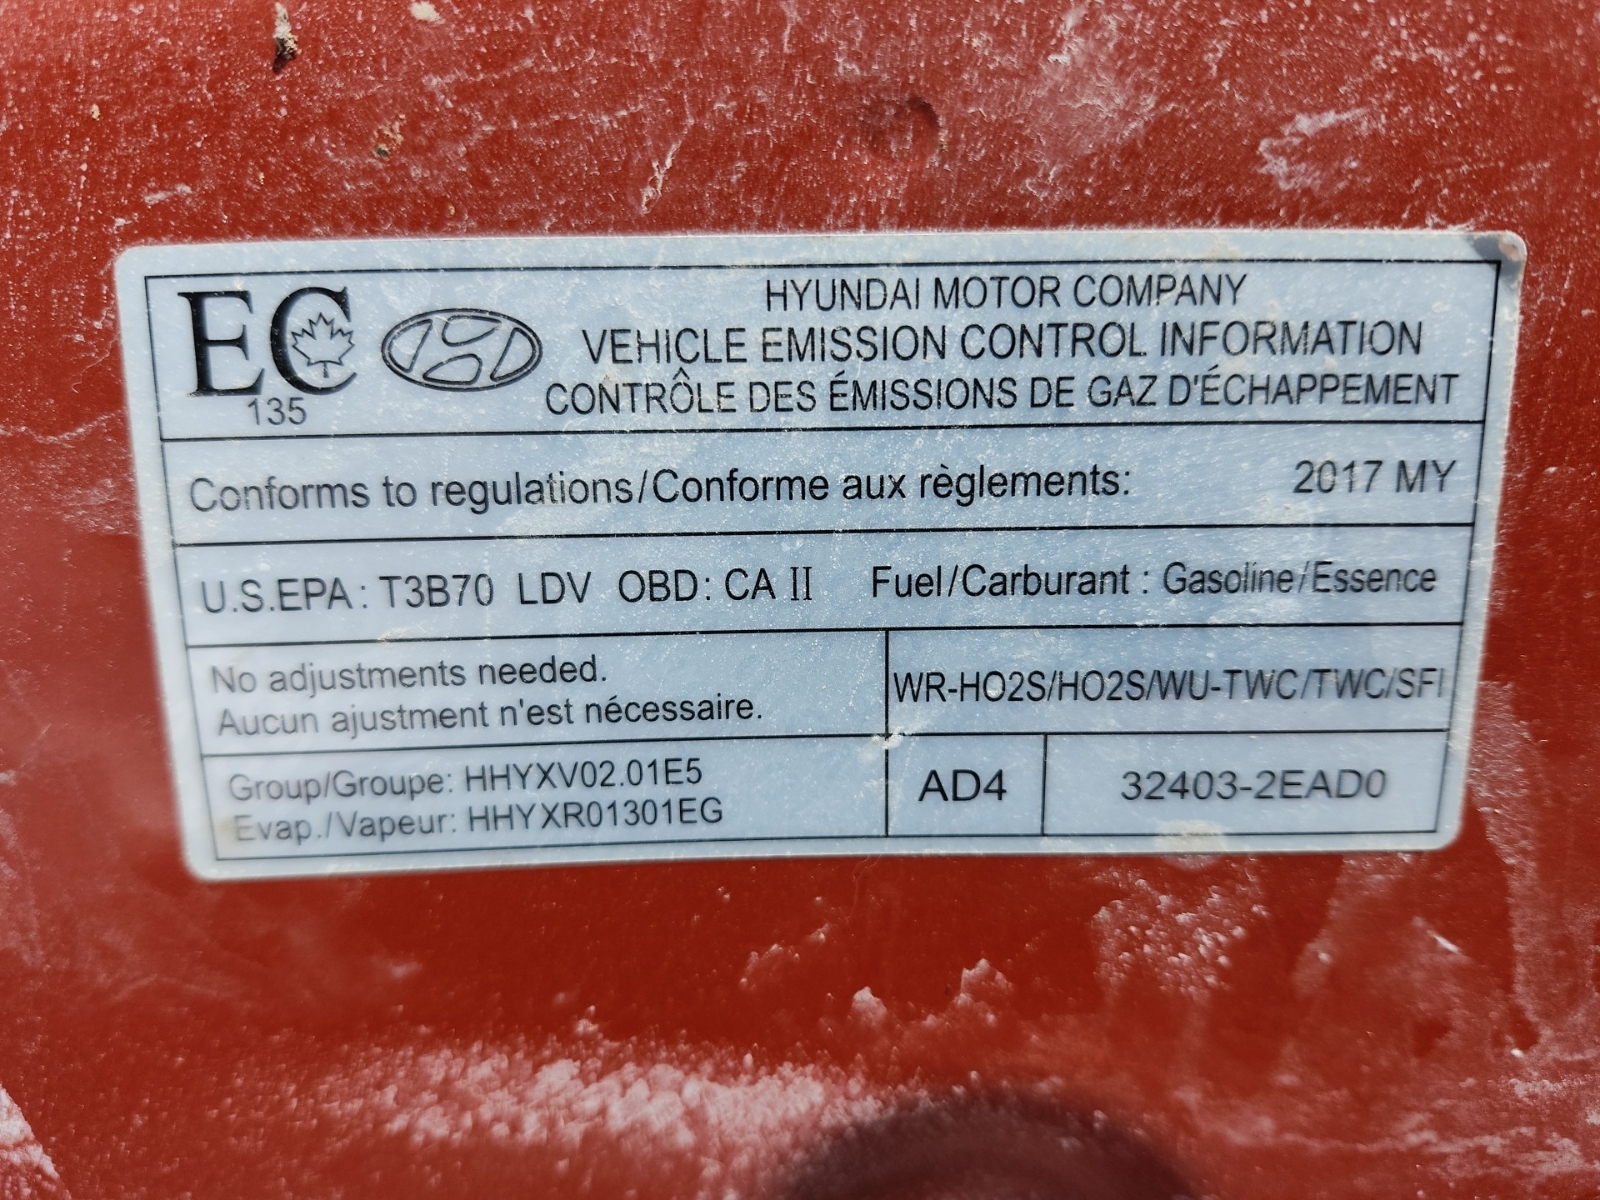 EC
135
HYUNDAI MOTOR COMPANY
VEHICLE EMISSION CONTROL INFORMATION
CONTRÔLE DES ÉMISSIONS DE GAZ D'ÉCHAPPEMENT
Conforms to regulations/Conforme aux règlements: 2017 MY
U.S.EPA: T3B70 LDV OBD: CA II Fuel/Carburant : Gasoline/Essence
No adjustments needed.
Aucun ajustment n'est nécessaire.
WR-HO2S/HO2S/WU-TWC/TWC/SFI
Group/Groupe: HHYXV02.01E5
Evap./Vapeur: HHYXR01301EG
AD4
32403-2EAD0